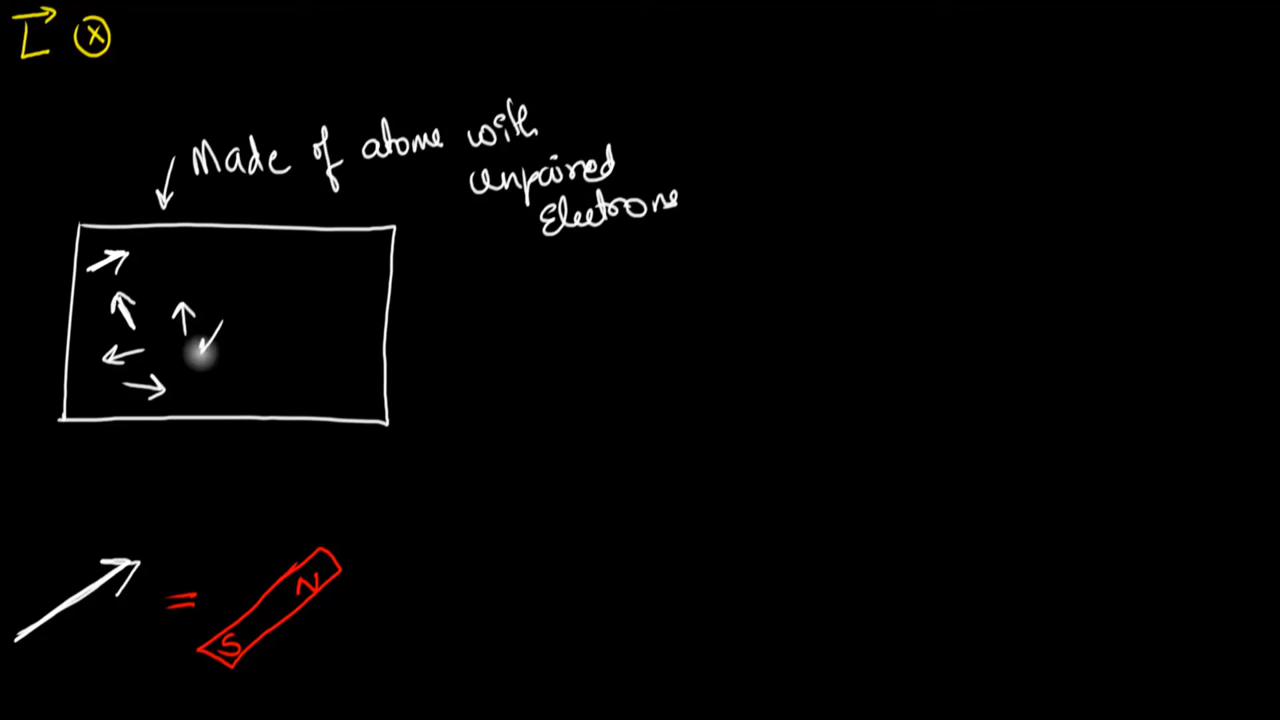 L ⓧ
Made of atoms with
unpaired
Electrons
=
N
S